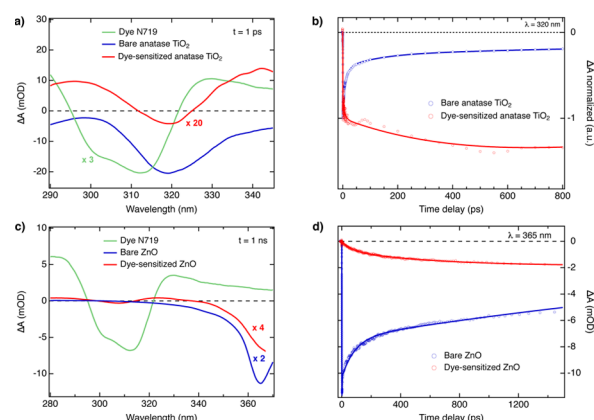 a)
30
20
10
0
-10
-20
ΔA (mOD)
Dye N719
Bare anatase TiO2
Dye-sensitized anatase TiO2
t = 1 ps
x 20
x 3
290
300
310
320
330
340
Wavelength (nm)
b)
λ = 320 nm
0
-1
ΔA normalized (a.u.)
Bare anatase TiO2
Dye-sensitized anatase TiO2
0
200
400
600
800
Time delay (ps)
c)
10
5
0
-5
-10
ΔA (mOD)
Dye N719
Bare ZnO
Dye-sensitized ZnO
t = 1 ns
x 4
x 2
280
300
320
340
360
Wavelength (nm)
d)
λ = 365 nm
0
-2
-4
-6
-8
-10
ΔA (mOD)
Bare ZnO
Dye-sensitized ZnO
0
400
800
1200
Time delay (ps)